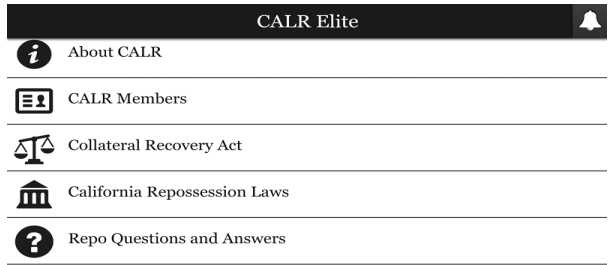 CALR Elite
About CALR
CALR Members
Collateral Recovery Act
California Repossession Laws
Repo Questions and Answers